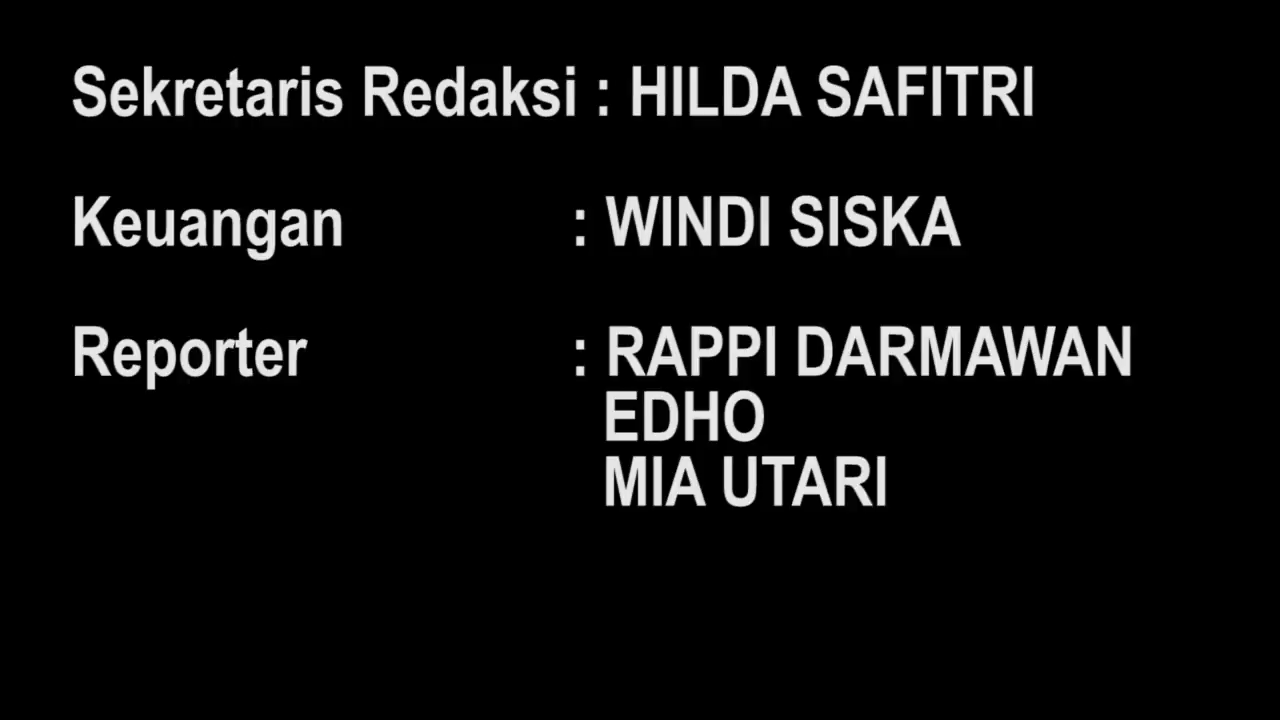 Sekretaris Redaksi : HILDA SAFITRI
Keuangan : WINDI SISKA
Reporter : RAPPI DARMAWAN
EDHO
MIA UTARI